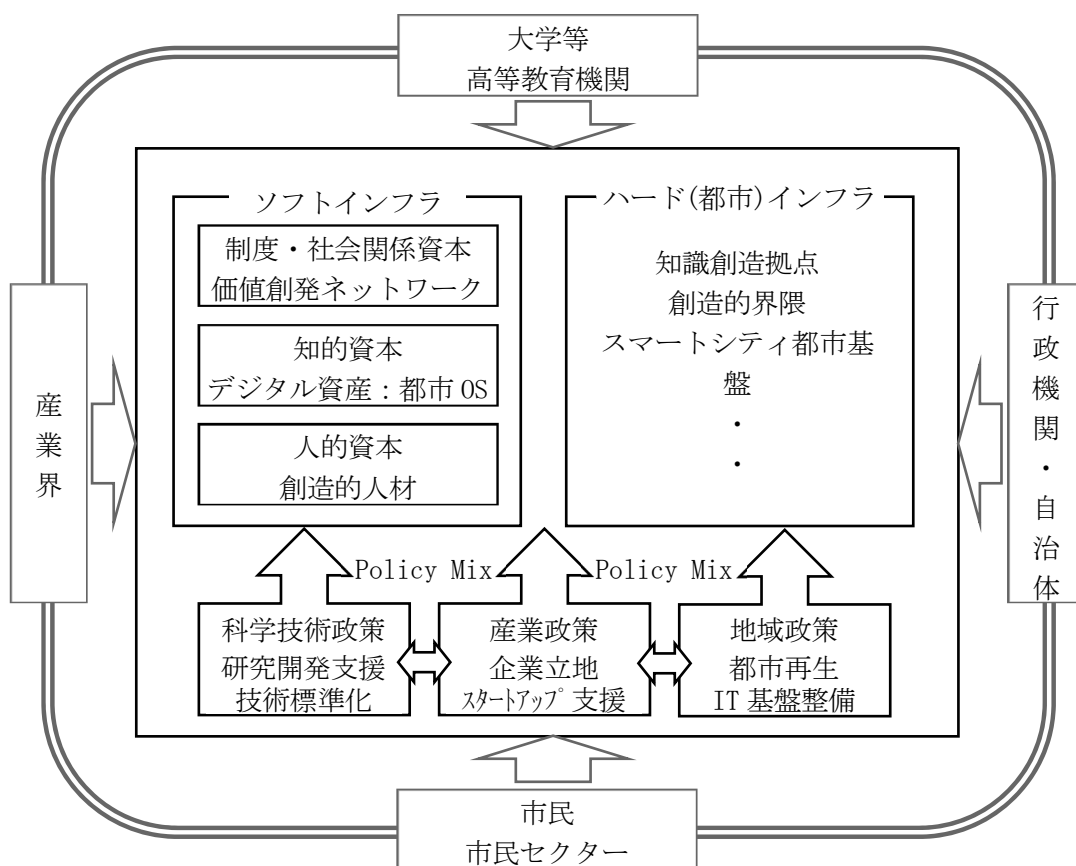 大学等
高等教育機関
ソフトインフラ
制度・社会関係資本
価値創発ネットワーク
知的資本
デジタル資産：都市 OS
人的資本
創造的人材
ハード(都市)インフラ
知識創造拠点
創造的界隈
スマートシティ都市基
盤
・
・
産業界
行政機関・自治体
Policy Mix
Policy Mix
科学技術政策
研究開発支援
技術標準化
産業政策
企業立地
ｽﾀｰﾄｱｯﾌﾟ 支援
地域政策
都市再生
IT 基盤整備
市民
市民セクター